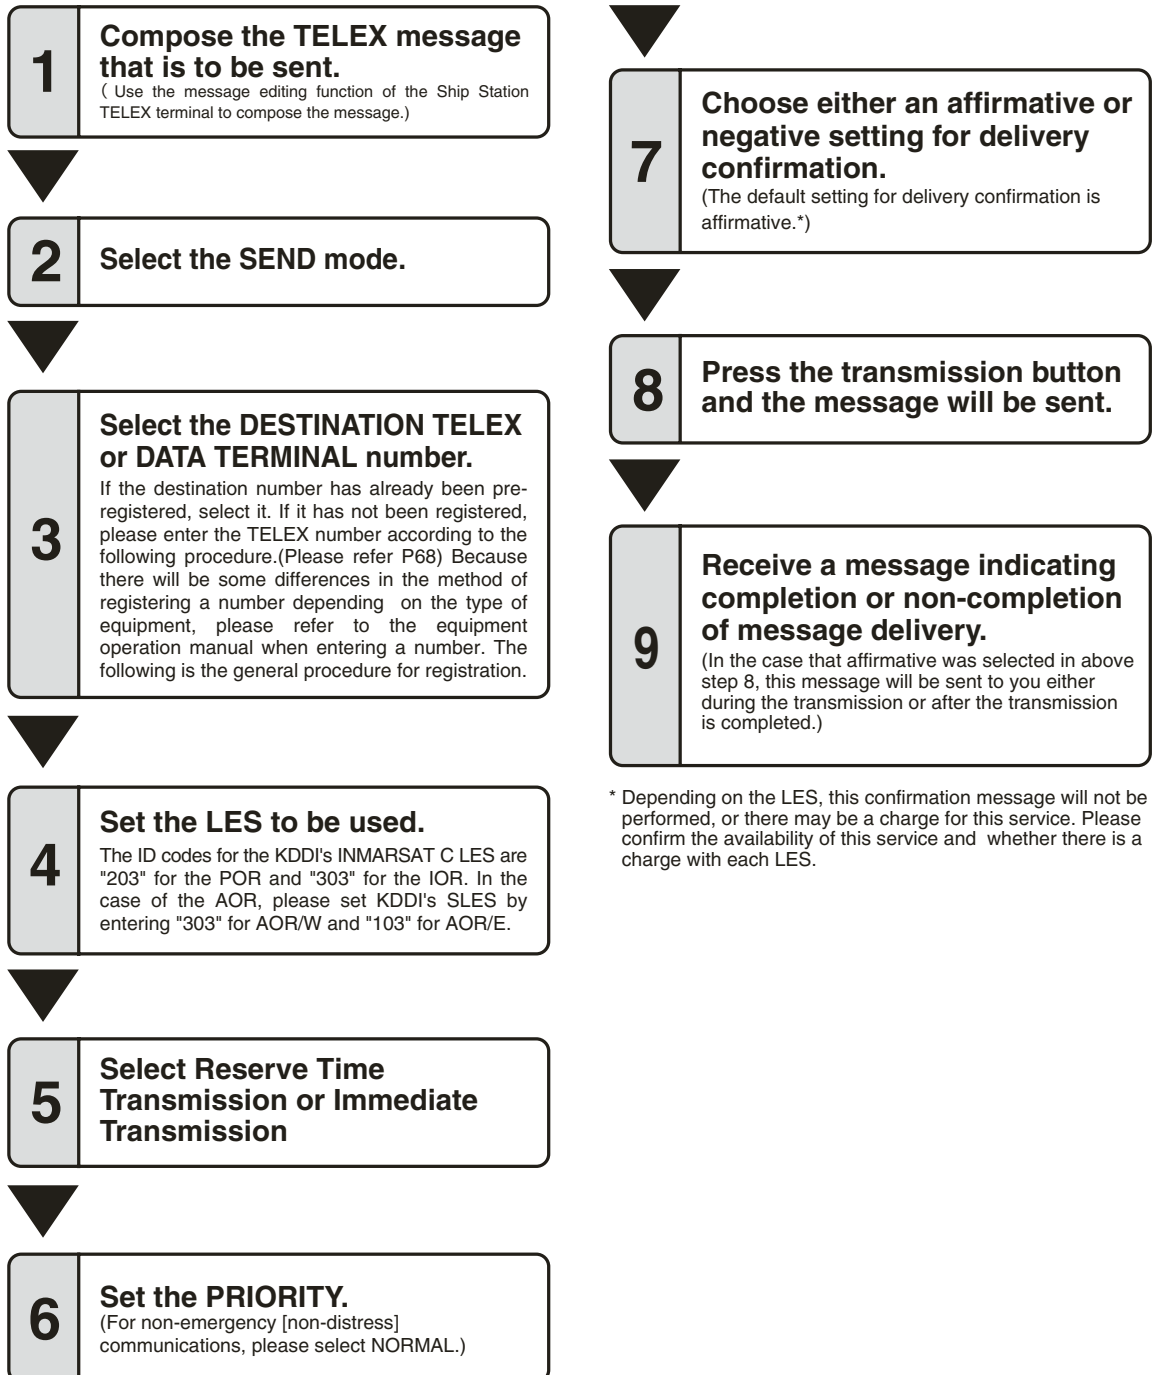 1
Compose the TELEX message
that is to be sent.
( Use the message editing function of the Ship Station
TELEX terminal to compose the message.)
2
Select the SEND mode.
3
Select the DESTINATION TELEX
or DATA TERMINAL number.
If the destination number has already been pre-
registered, select it. If it has not been registered,
please enter the TELEX number according to the
following procedure.(Please refer P68) Because
there will be some differences in the method of
registering a number depending on the type of
equipment, please refer to the equipment
operation manual when entering a number. The
following is the general procedure for registration.
4
Set the LES to be used.
The ID codes for the KDDI's INMARSAT C LES are
"203" for the POR and "303" for the IOR. In the
case of the AOR, please set KDDI's SLES by
entering "303" for AOR/W and "103" for AOR/E.
5
Select Reserve Time
Transmission or Immediate
Transmission
6
Set the PRIORITY.
(For non-emergency [non-distress]
communications, please select NORMAL.)
7
Choose either an affirmative or
negative setting for delivery
confirmation.
(The default setting for delivery confirmation is
affirmative.*)
8
Press the transmission button
and the message will be sent.
9
Receive a message indicating
completion or non-completion
of message delivery.
(In the case that affirmative was selected in above
step 8, this message will be sent to you either
during the transmission or after the transmission
is completed.)
* Depending on the LES, this confirmation message will not be
performed, or there may be a charge for this service. Please
confirm the availability of this service and whether there is a
charge with each LES.